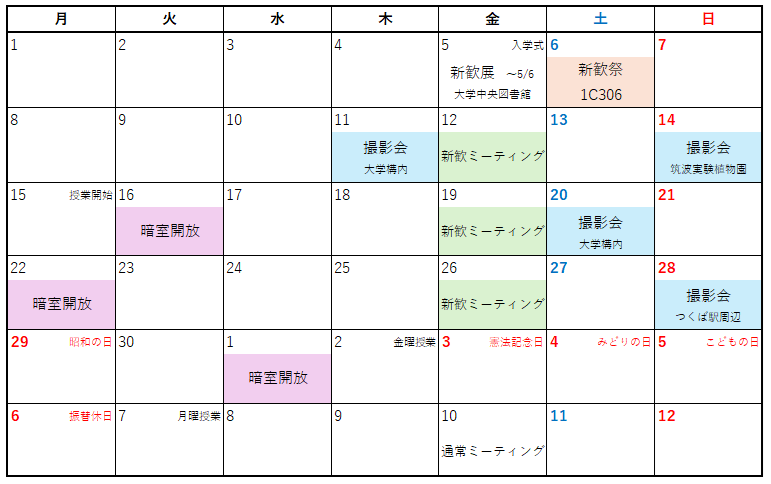 月 火 水 木 金 土 日
1 2 3 4 5 入学式 6 7
新歓展 ～5/6 新歓祭
大学中央図書館 1C306
8 9 10 11 12 13 14
撮影会 新歓ミーティング 撮影会
大学構内 筑波実験植物園
15 授業開始 16 17 18 19 20 21
暗室開放 新歓ミーティング 撮影会
大学構内
22 23 24 25 26 27 28
暗室開放 新歓ミーティング 撮影会
つくば駅周辺
29 昭和の日 30 1 2 金曜授業 3 憲法記念日 4 みどりの日 5 こどもの日
暗室開放
6 振替休日 7 月曜授業 8 9 10 11 12
通常ミーティング